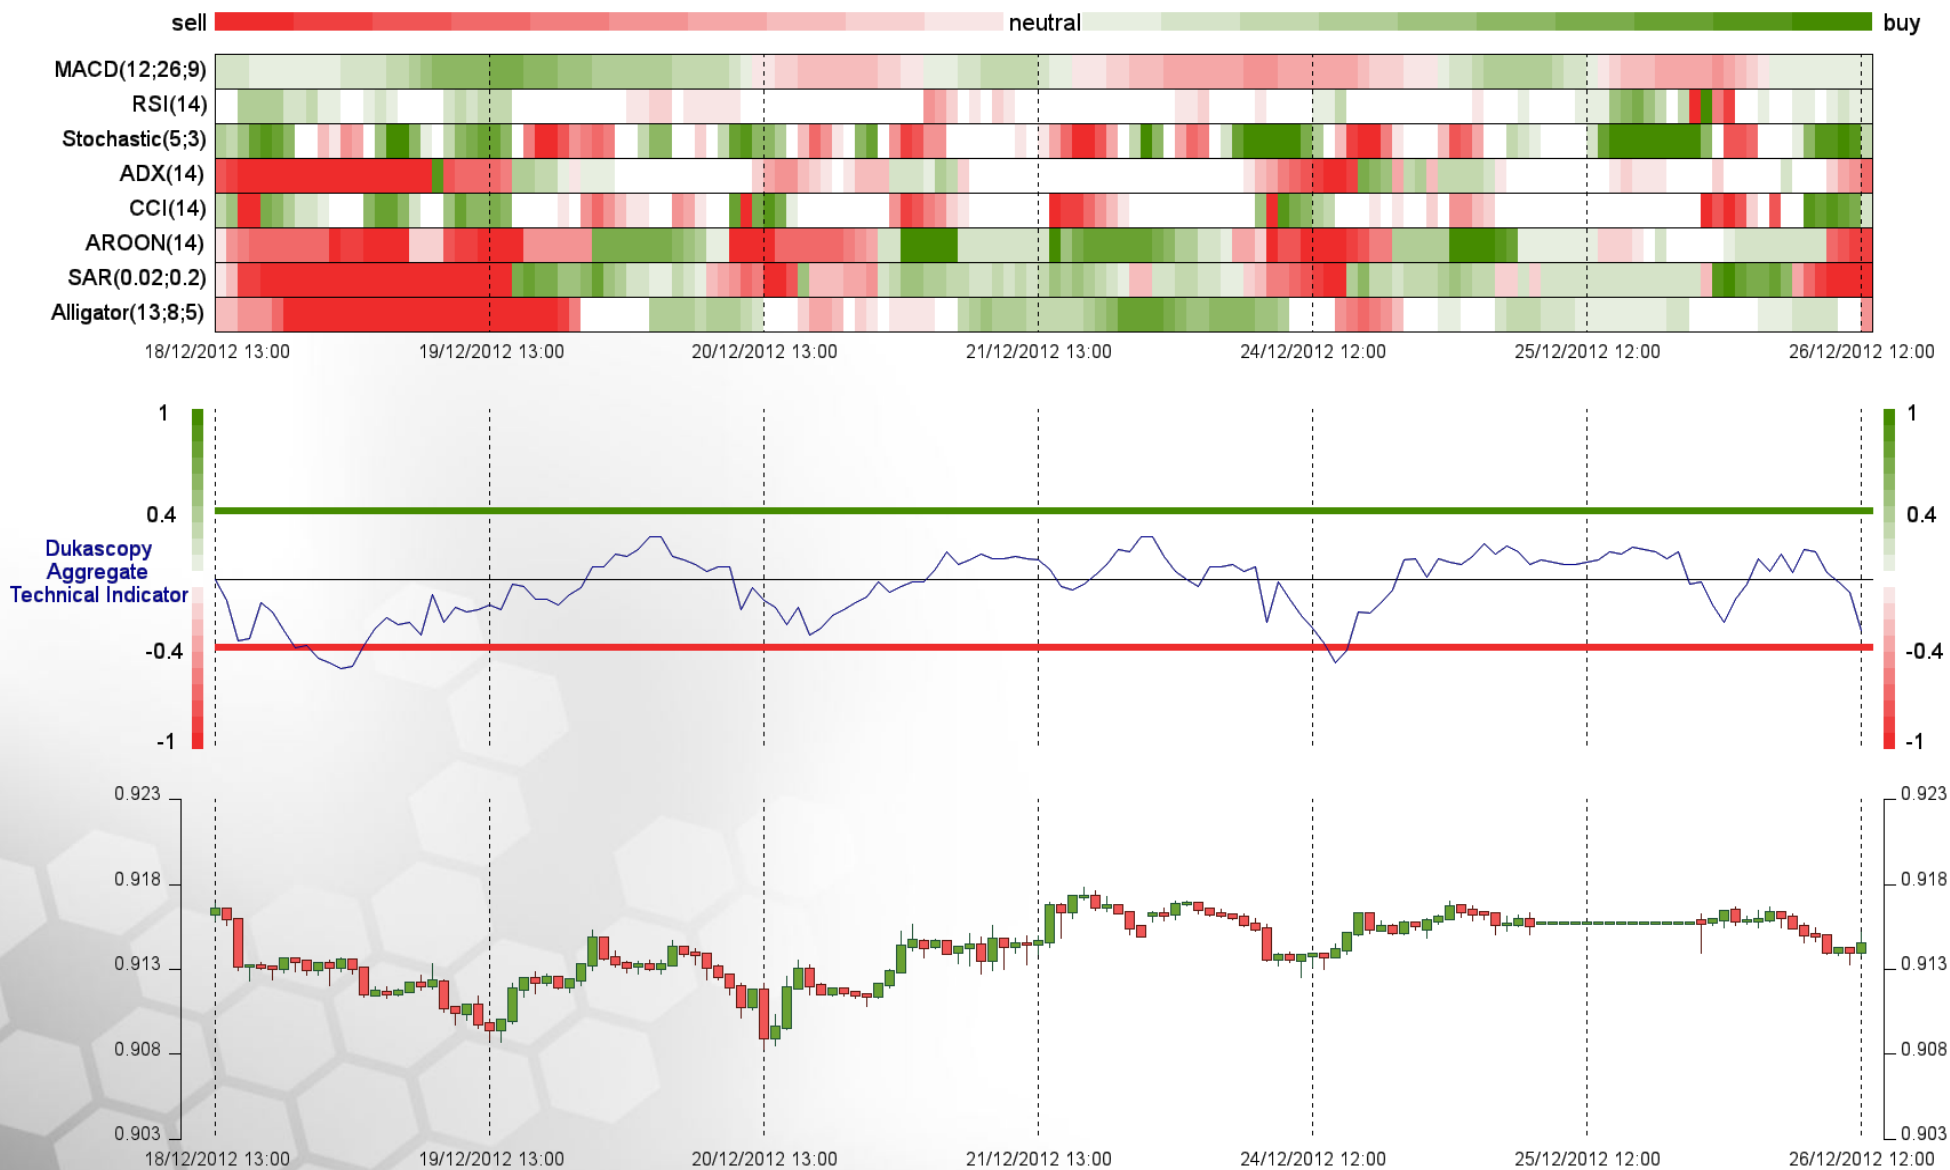 sell neutral buy
MACD(12;26;9)
RSI(14)
Stochastic(5;3)
ADX(14)
CCI(14)
AROON(14)
SAR(0.02;0.2)
Alligator(13;8;5)
18/12/2012 13:00 19/12/2012 13:00 20/12/2012 13:00 21/12/2012 13:00 24/12/2012 12:00 25/12/2012 12:00 26/12/2012 12:00
1 1
0.4 0.4
Dukascopy
Aggregate
Technical Indicator
-0.4 -0.4
-1 -1
0.923 0.923
0.918 0.918
0.913 0.913
0.908 0.908
0.903 0.903
18/12/2012 13:00 19/12/2012 13:00 20/12/2012 13:00 21/12/2012 13:00 24/12/2012 12:00 25/12/2012 12:00 26/12/2012 12:00